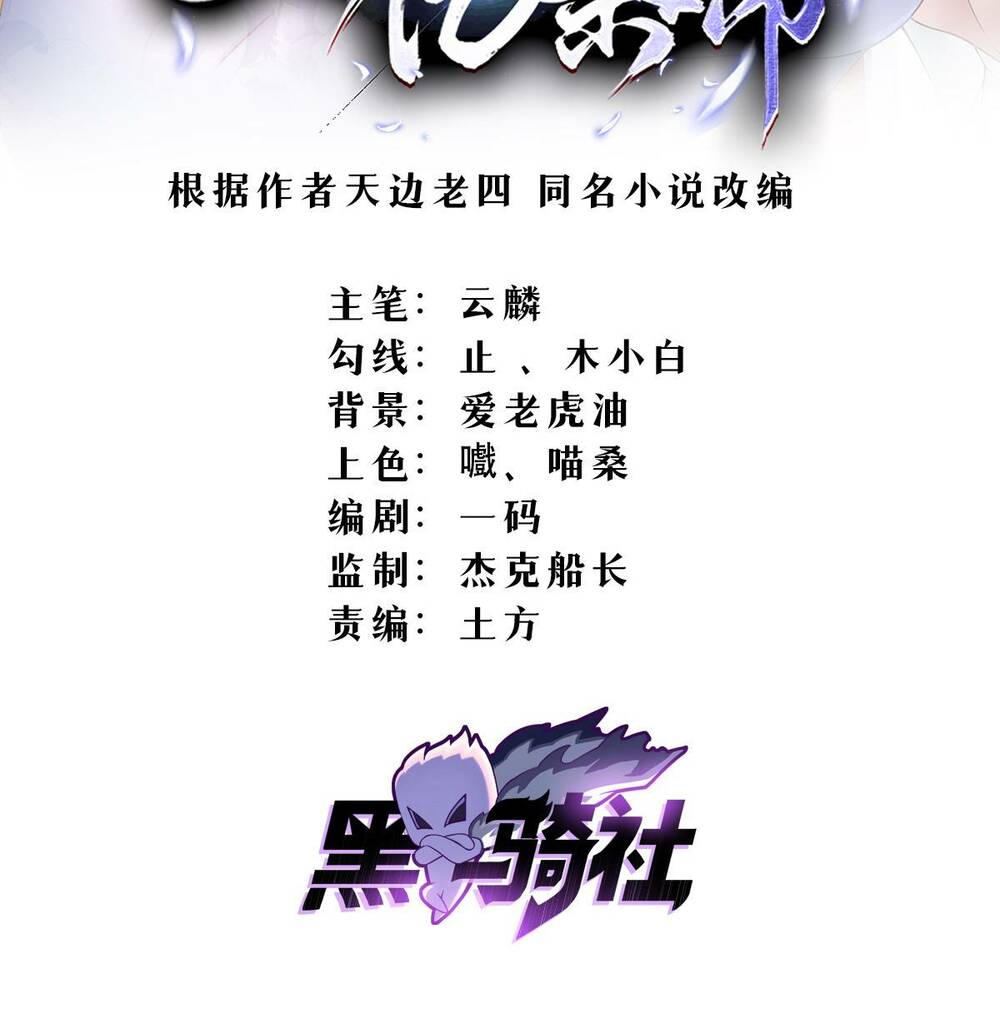 根据作者天边老四 同名小说改编
主笔： 云麟
勾线： 止 、木小白
背景： 爱老虎油
上色： 囎、喵桑
编剧： 一码
监制： 杰克船长
责编： 土方
黑马骑社